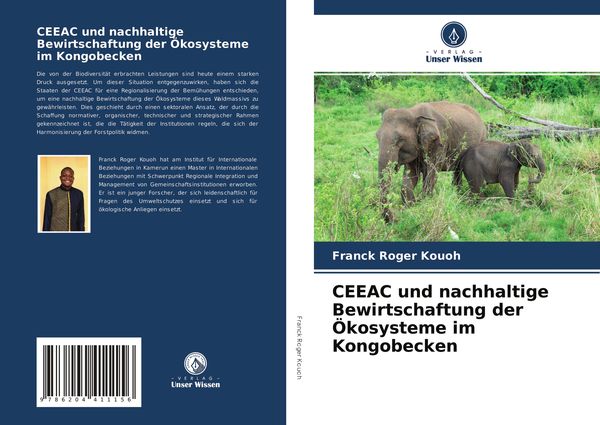 CEEAC und nachhaltige
Bewirtschaftung der Ökosysteme
im Kongobecken
Die von der Biodiversität erbrachten Leistungen sind heute einem starken
Druck ausgesetzt. Um dieser Situation entgegenzuwirken, haben sich die
Staaten der CEEAC für eine Regionalisierung der Bemühungen entschieden,
um eine nachhaltige Bewirtschaftung der Ökosysteme dieses Waldmassivs zu
gewährleisten. Dies geschieht durch einen sektoralen Ansatz, der durch die
Schaffung normativer, organischer, technischer und strategischer Rahmen
gekennzeichnet ist, die die Tätigkeit der Institutionen regeln, die sich der
Harmonisierung der Forstpolitik widmen.
Franck Roger Kouoh hat am Institut für Internationale
Beziehungen in Kamerun einen Master in Internationalen
Beziehungen mit Schwerpunkt Regionale Integration und
Management von Gemeinschaftsinstitutionen erworben.
Er ist ein junger Forscher, der sich leidenschaftlich für
Fragen des Umweltschutzes einsetzt und sich für
ökologische Anliegen einsetzt.
9 786204 411156
VERLAG
Unser Wissen
Franck Roger Kouoh
VERLAG
Unser Wissen
Franck Roger Kouoh
CEEAC und nachhaltige
Bewirtschaftung der
Ökosysteme im
Kongobecken